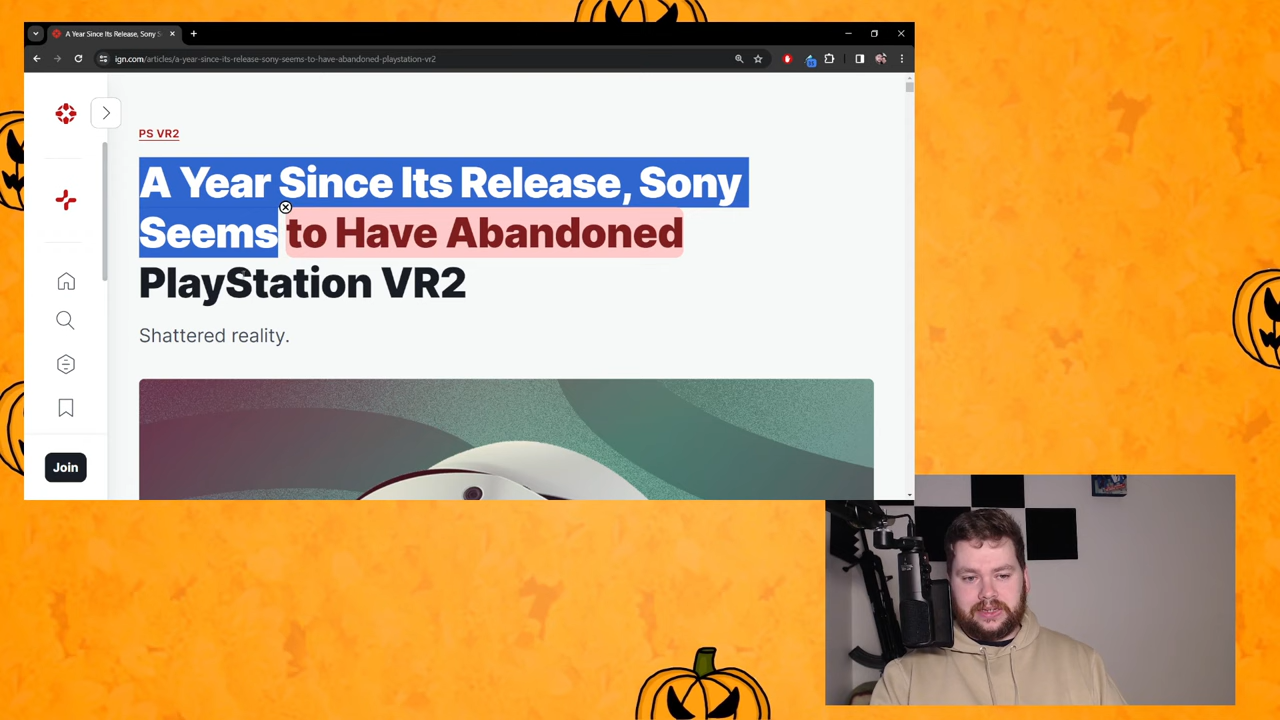 A Year Since Its Release, Sony S
ign.com/articles/a-year-since-its-release-sony-seems-to-have-abandoned-playstation-vr2
PS VR2
A Year Since Its Release, Sony
Seems to Have Abandoned
PlayStation VR2
Shattered reality.
Join